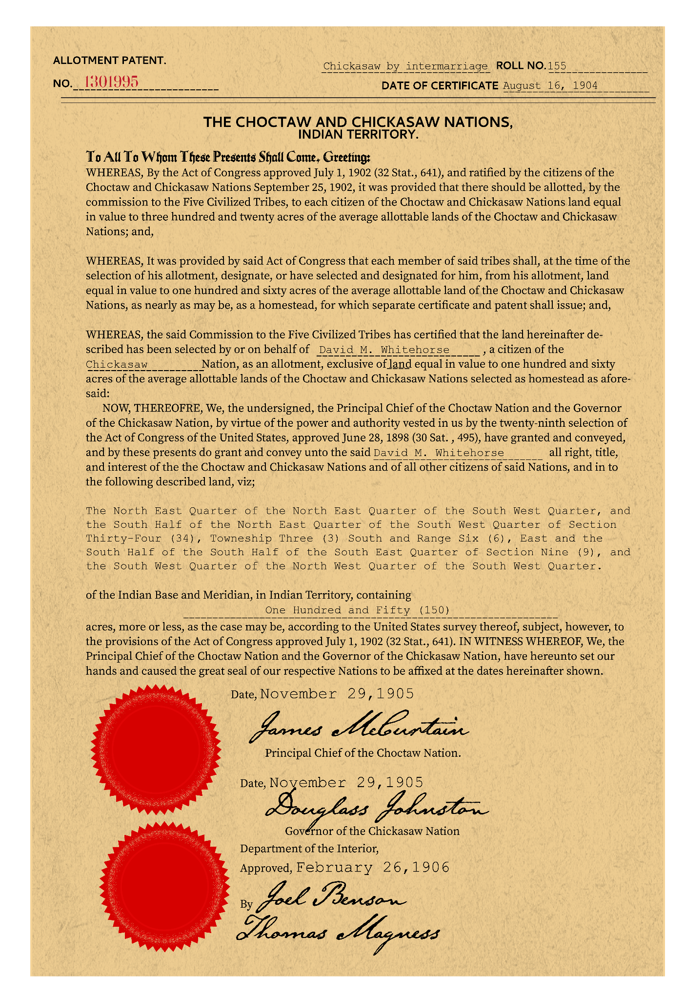 ALLOTMENT PATENT.
NO. 1301995
Chickasaw by intermarriage ROLL NO. 155
DATE OF CERTIFICATE August 16, 1904
THE CHOCTAW AND CHICKASAW NATIONS,
INDIAN TERRITORY.
To All To Whom These Presents Shall Come, Greeting:
WHEREAS, By the Act of Congress approved July 1, 1902 (32 Stat., 641), and ratified by the citizens of the
Choctaw and Chickasaw Nations September 25, 1902, it was provided that there should be allotted, by the
commission to the Five Civilized Tribes, to each citizen of the Choctaw and Chickasaw Nations land equal
in value to three hundred and twenty acres of the average allottable lands of the Choctaw and Chickasaw
Nations; and,
WHEREAS, It was provided by said Act of Congress that each member of said tribes shall, at the time of the
selection of his allotment, designate, or have selected and designated for him, from his allotment, land
equal in value to one hundred and sixty acres of the average allottable land of the Choctaw and Chickasaw
Nations, as nearly as may be, as a homestead, for which separate certificate and patent shall issue; and,
WHEREAS, the said Commission to the Five Civilized Tribes has certified that the land hereinafter de-
scribed has been selected by or on behalf of David M. Whitehorse , a citizen of the
Chickasaw Nation, as an allotment, exclusive of land equal in value to one hundred and sixty
acres of the average allottable lands of the Choctaw and Chickasaw Nations selected as homestead as afore-
said:
NOW, THEREOFRE, We, the undersigned, the Principal Chief of the Choctaw Nation and the Governor
of the Chickasaw Nation, by virtue of the power and authority vested in us by the twenty-ninth selection of
the Act of Congress of the United States, approved June 28, 1898 (30 Sat. , 495), have granted and conveyed,
and by these presents do grant and convey unto the said David M. Whitehorse all right, title,
and interest of the the Choctaw and Chickasaw Nations and of all other citizens of said Nations, and in to
the following described land, viz;
The North East Quarter of the North East Quarter of the South West Quarter, and
the South Half of the North East Quarter of the South West Quarter of Section
Thirty-Four (34), Towneship Three (3) South and Range Six (6), East and the
South Half of the South Half of the South East Quarter of Section Nine (9), and
the South West Quarter of the North West Quarter of the South West Quarter.
of the Indian Base and Meridian, in Indian Territory, containing
One Hundred and Fifty (150)
acres, more or less, as the case may be, according to the United States survey thereof, subject, however, to
the provisions of the Act of Congress approved July 1, 1902 (32 Stat., 641). IN WITNESS WHEREOF, We, the
Principal Chief of the Choctaw Nation and the Governor of the Chickasaw Nation, have hereunto set our
hands and caused the great seal of our respective Nations to be affixed at the dates hereinafter shown.
Date, November 29,1905
James McCurtain
Principal Chief of the Choctaw Nation.
Date, November 29,1905
Douglass Johnston
Governor of the Chickasaw Nation
Department of the Interior,
Approved, February 26,1906
By Joel Benson
Thomas Magness